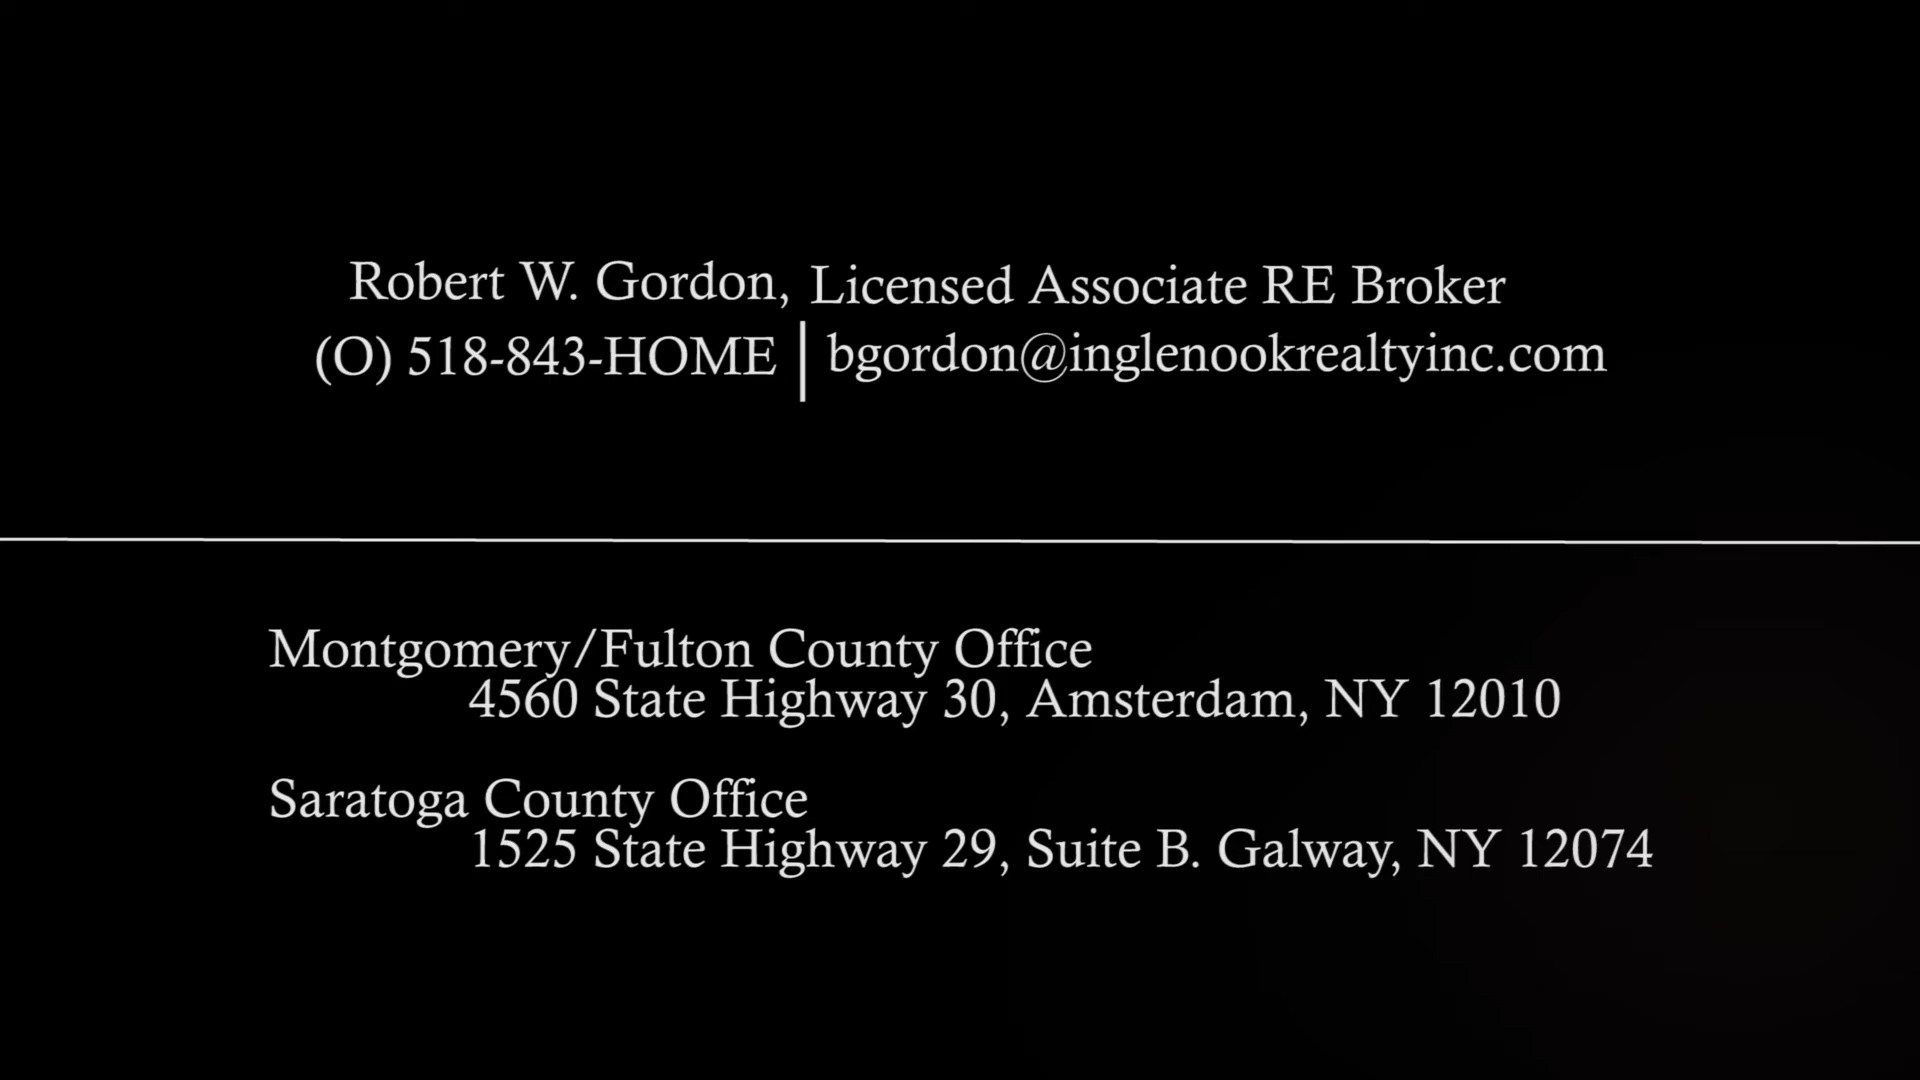 Robert W. Gordon, Licensed Associate RE Broker
(O) 518-843-HOME | bgordon@inglenookrealtyinc.com
Montgomery/Fulton County Office
4560 State Highway 30, Amsterdam, NY 12010
Saratoga County Office
1525 State Highway 29, Suite B. Galway, NY 12074